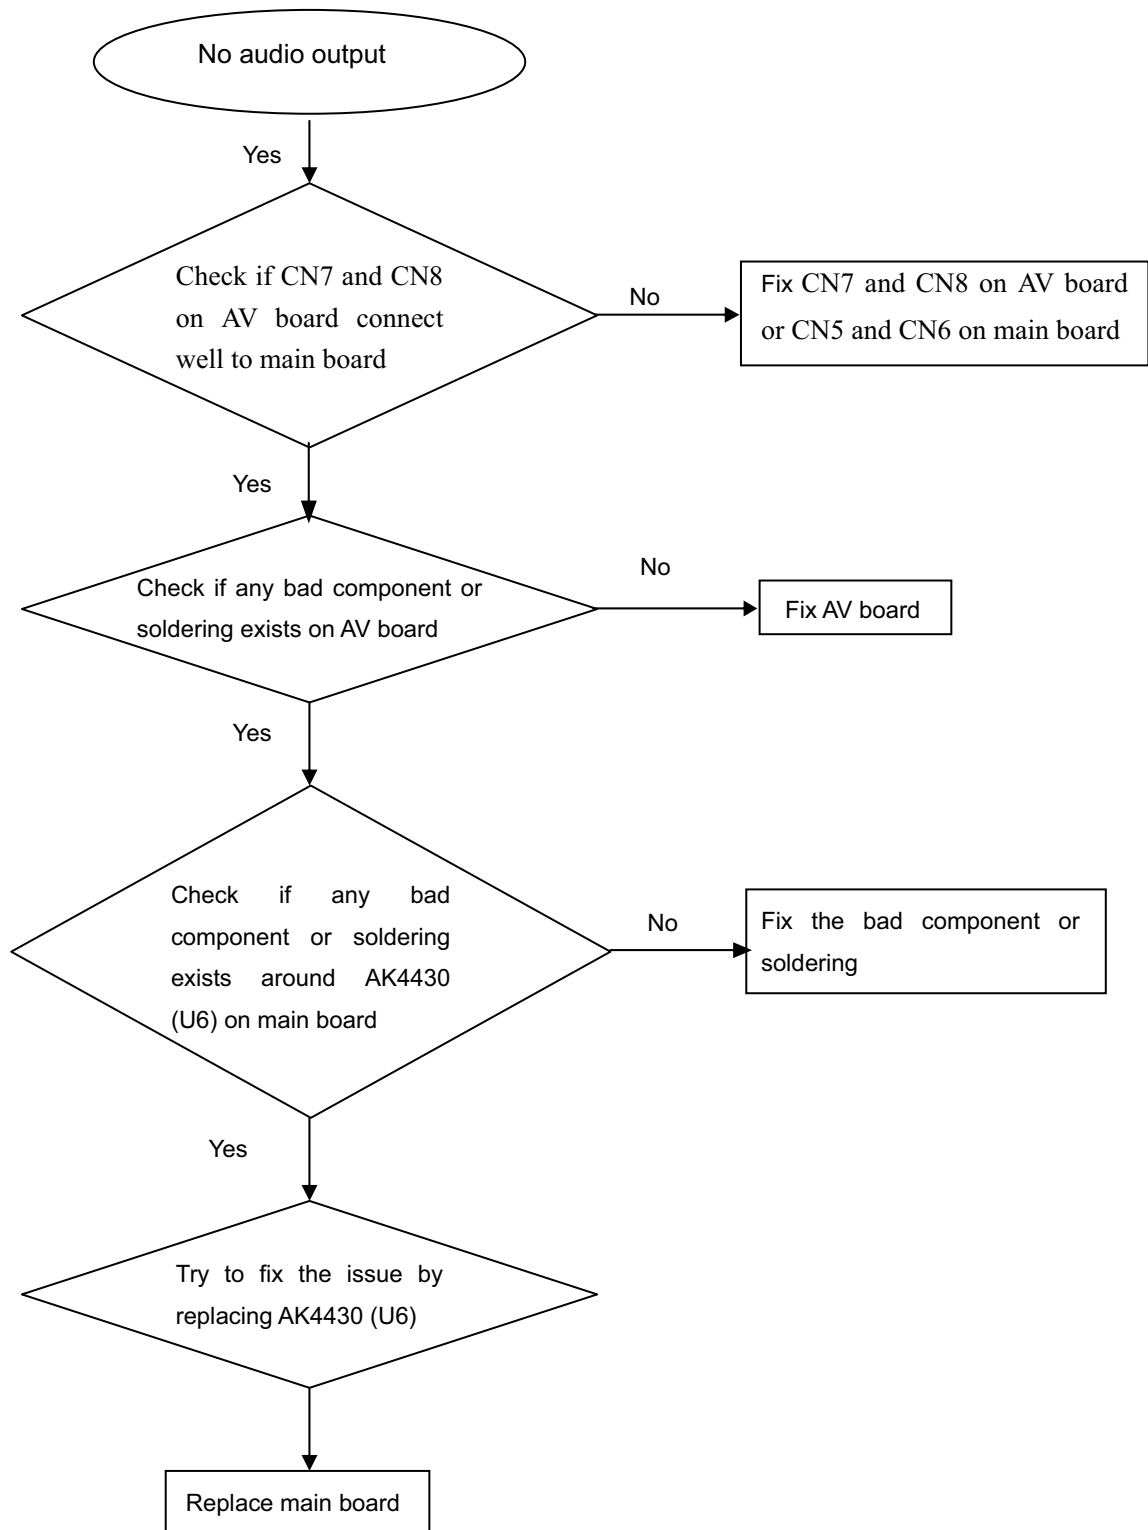 No audio output
Yes
Check if CN7 and CN8
on AV board connect
well to main board
No
Fix CN7 and CN8 on AV board
or CN5 and CN6 on main board
Yes
Check if any bad component or
soldering exists on AV board
No
Fix AV board
Yes
Check if any bad
component or soldering
exists around AK4430
(U6) on main board
No
Fix the bad component or
soldering
Yes
Try to fix the issue by
replacing AK4430 (U6)
Replace main board